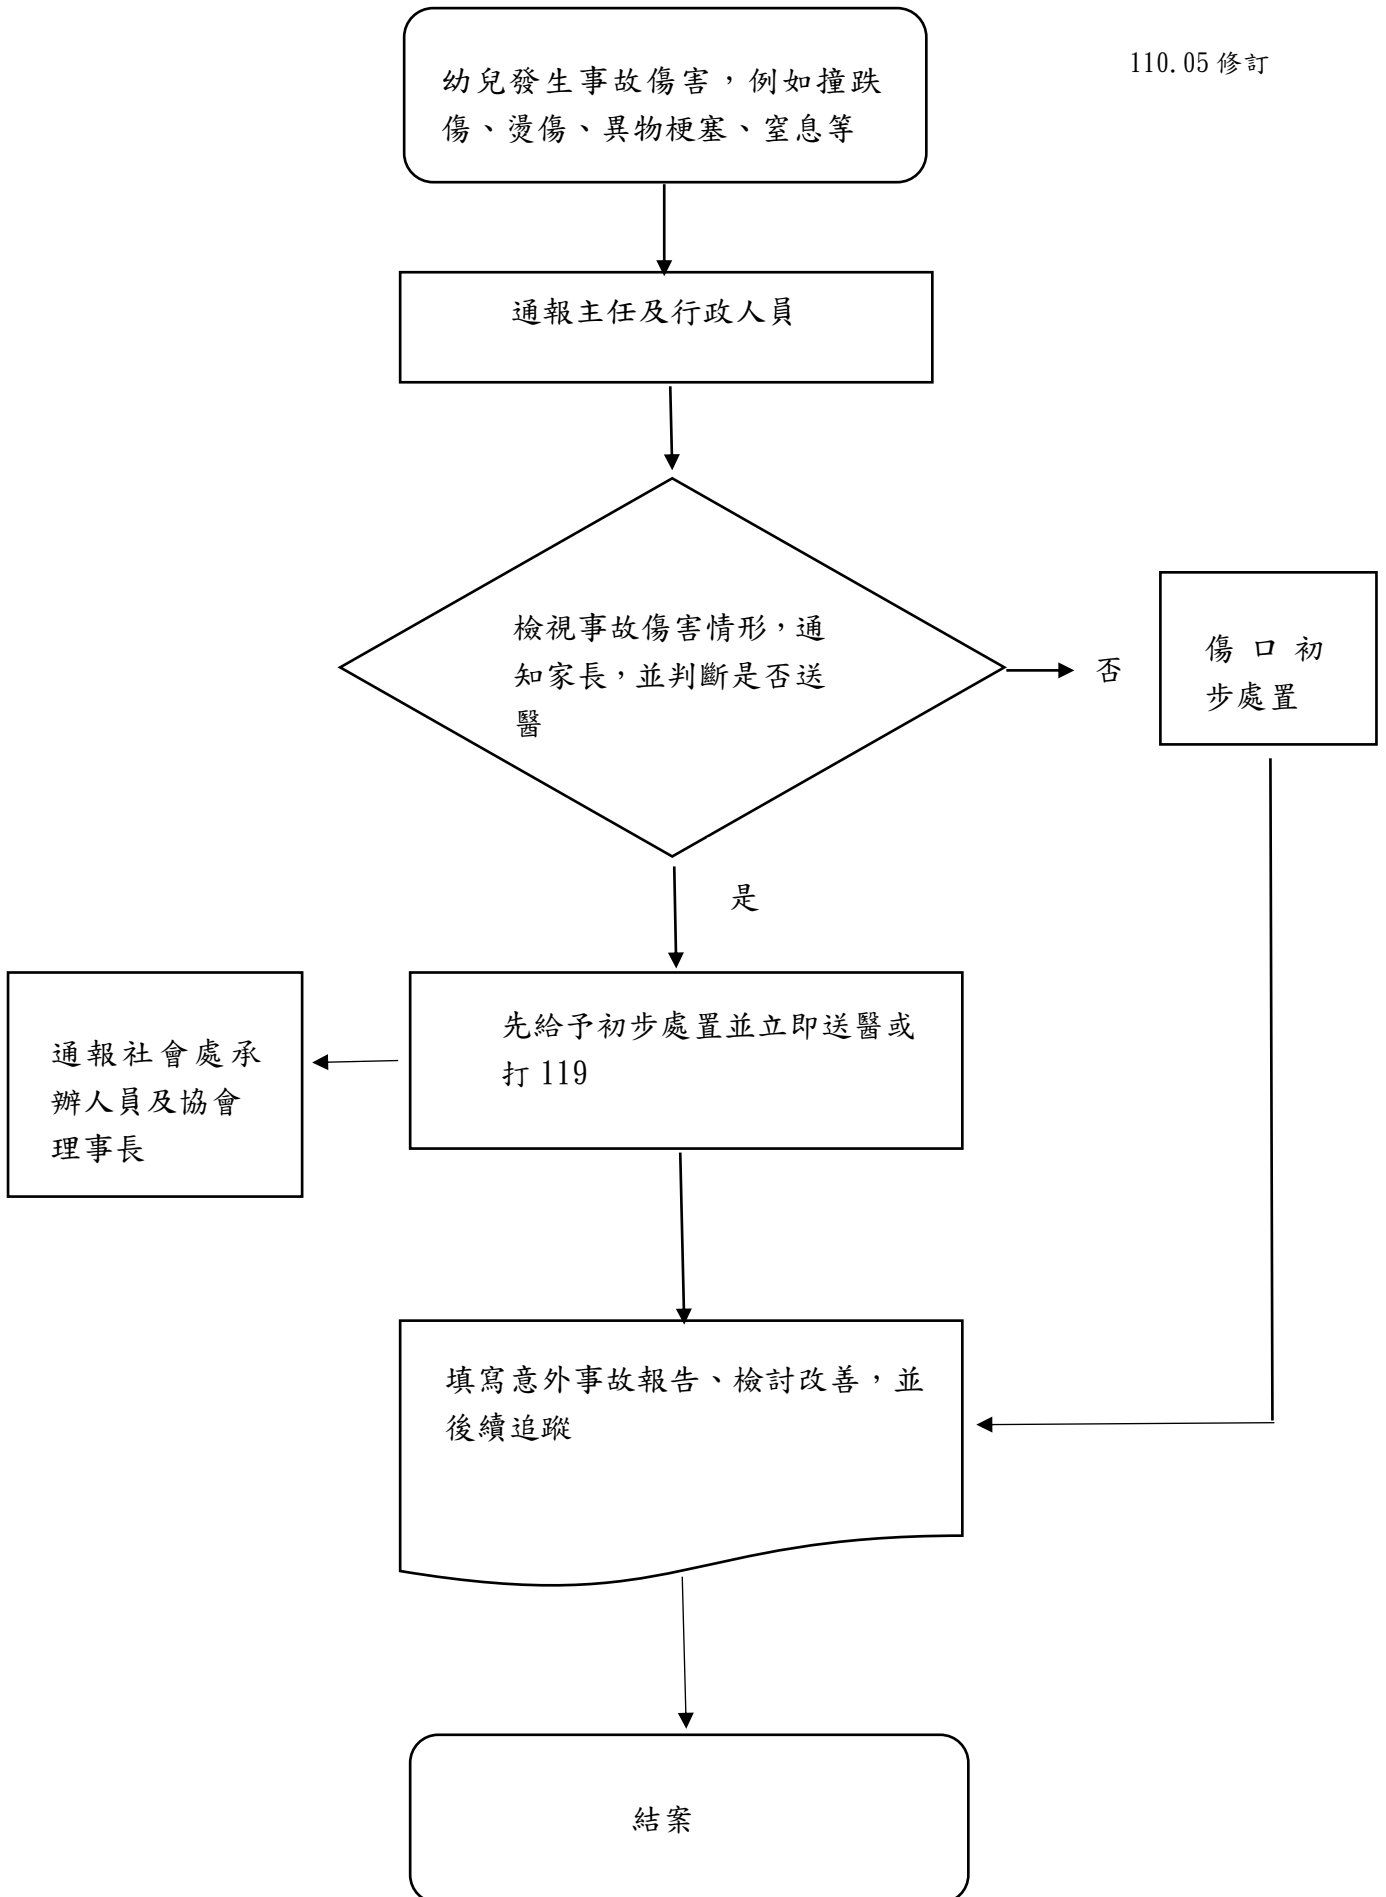 110.05修訂
幼兒發生事故傷害，例如撞跌
傷、燙傷、異物梗塞、窒息等
通報主任及行政人員
檢視事故傷害情形，通
知家長，並判斷是否送
醫
否
傷口初
步處置
是
先給予初步處置並立即送醫或
打119
通報社會處承
辦人員及協會
理事長
填寫意外事故報告、檢討改善，並
後續追蹤
結案